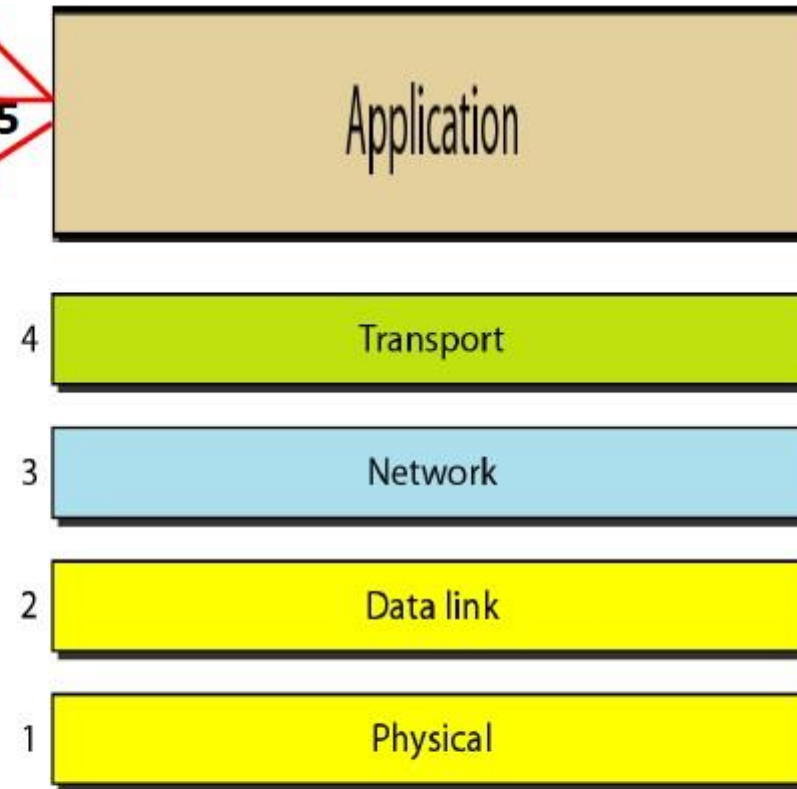 Application
5
4 Transport
3 Network
2 Data link
1 Physical